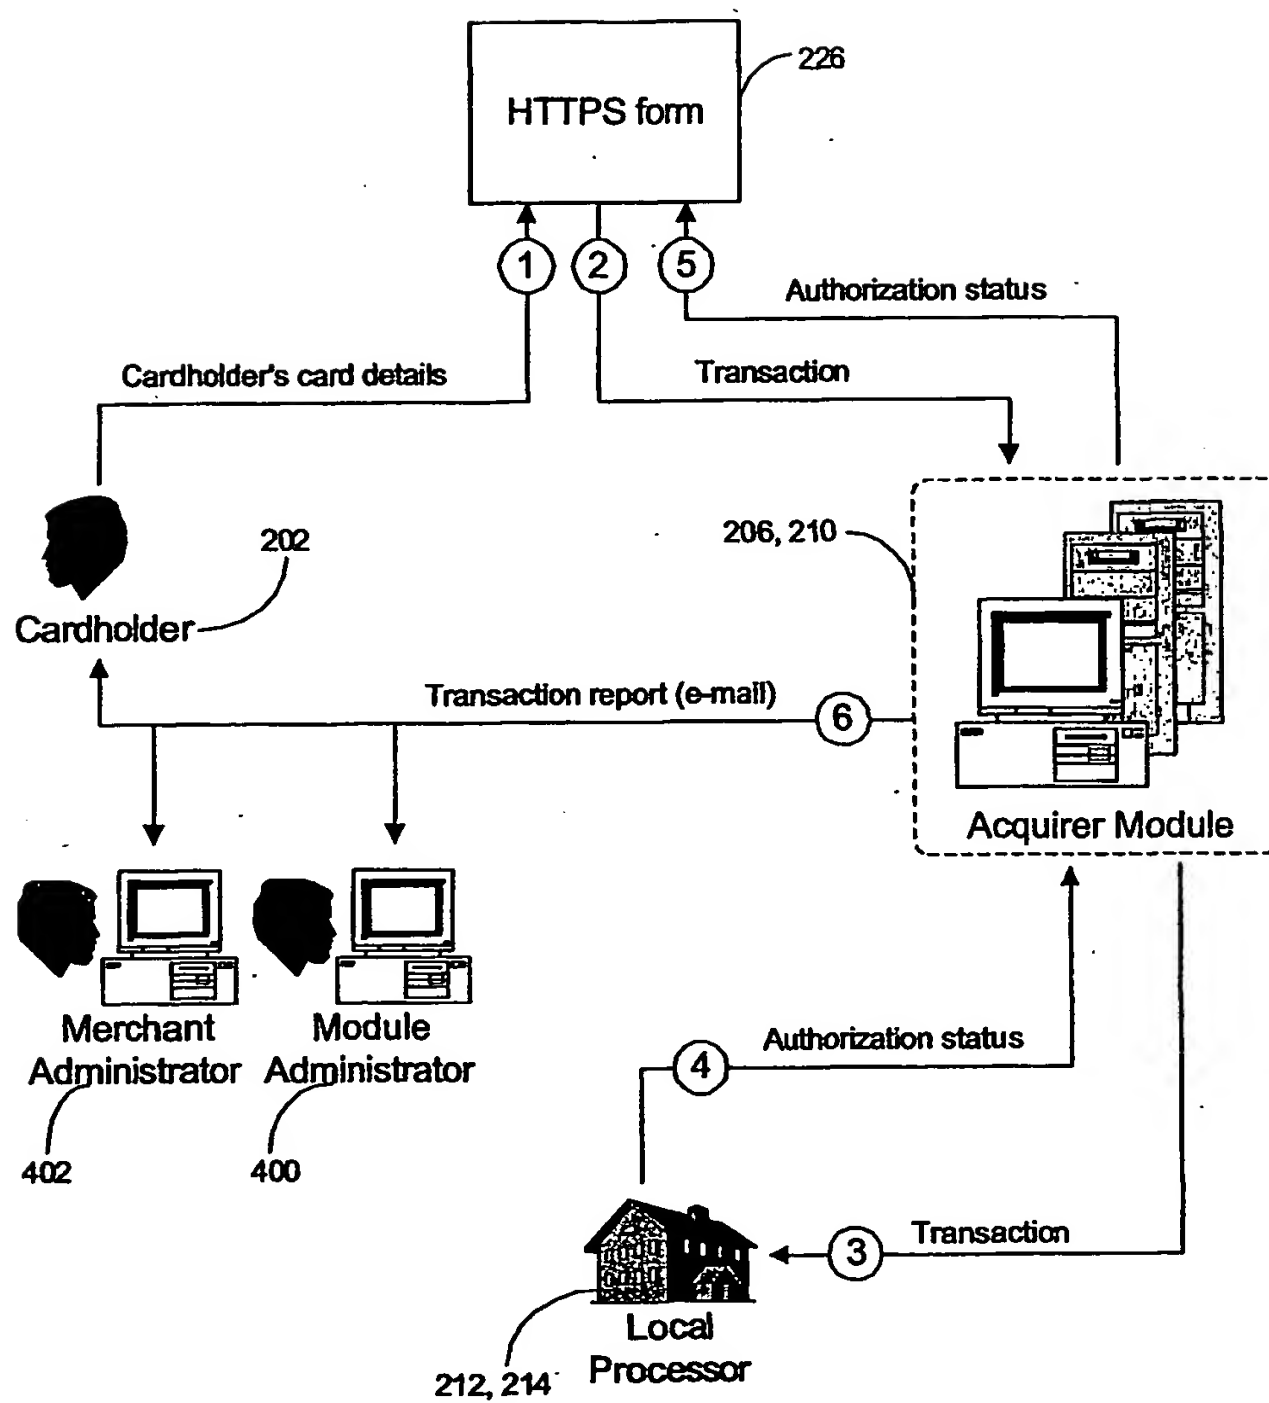 226
HTTPS form
1
2
5
Authorization status
Cardholder's card details
Transaction
202
206, 210
Cardholder
Transaction report (e-mail)
6
Acquirer Module
Merchant
Administrator
Module
Administrator
Authorization status
4
402
400
Transaction
3
Local
Processor
212, 214